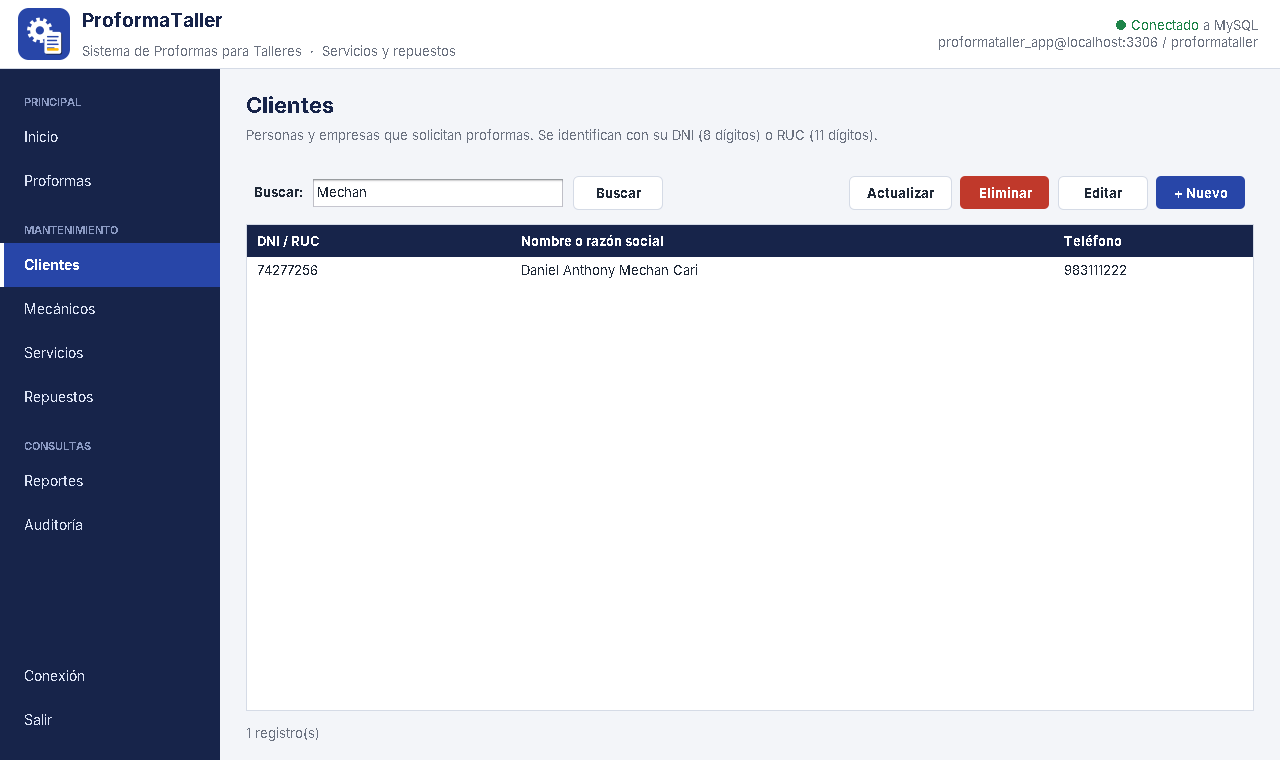 ProformaTaller
Sistema de Proformas para Talleres · Servicios y repuestos
● Conectado a MySQL
proformataller_app@localhost:3306 / proformataller
PRINCIPAL
Inicio
Proformas
MANTENIMIENTO
Clientes
Mecánicos
Servicios
Repuestos
CONSULTAS
Reportes
Auditoría
Conexión
Salir
Clientes
Personas y empresas que solicitan proformas. Se identifican con su DNI (8 dígitos) o RUC (11 dígitos).
Buscar: Mechan Buscar Actualizar Eliminar Editar + Nuevo
DNI / RUC Nombre o razón social Teléfono
74277256 Daniel Anthony Mechan Cari 983111222
1 registro(s)